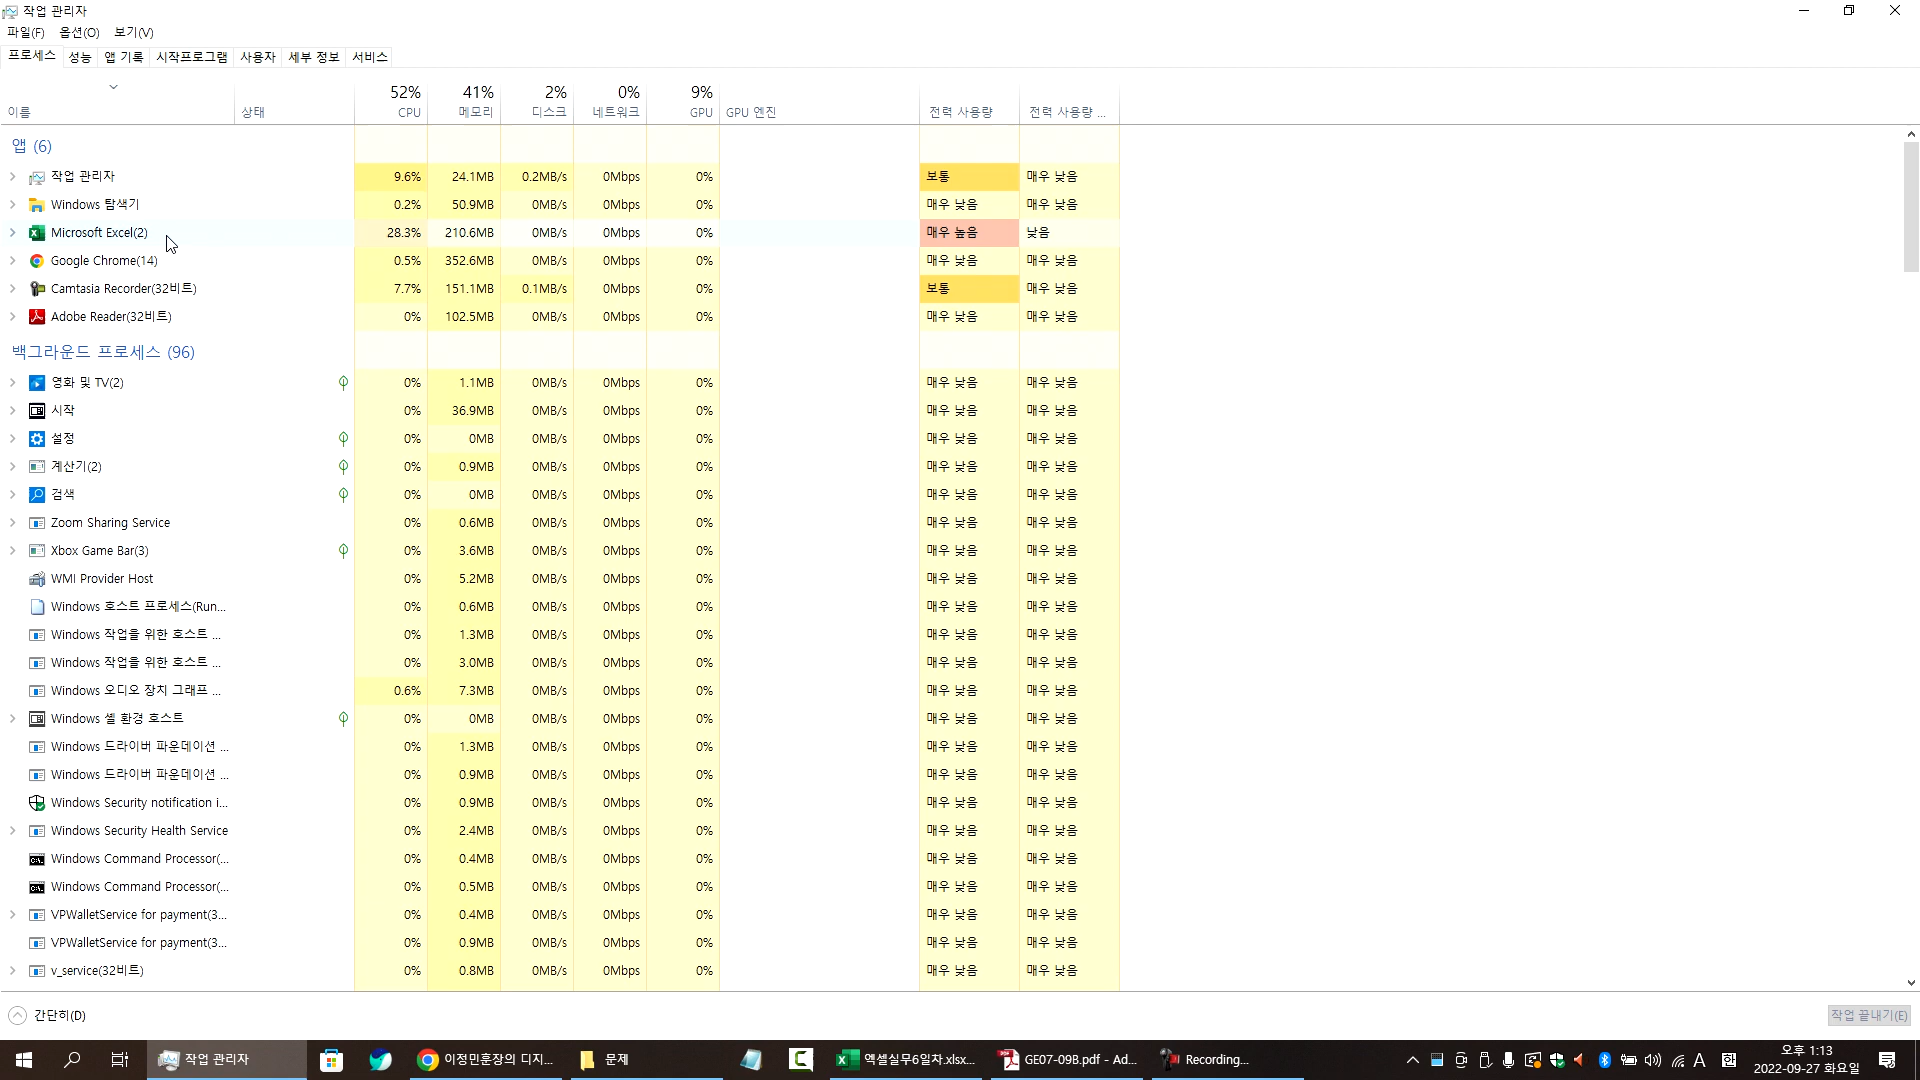 작업 관리자
파일(F) 옵션(O) 보기(V)
프로세스 성능 앱 기록 시작프로그램 사용자 세부 정보 서비스
52% 41% 2% 0% 9%
이름 상태 CPU 메모리 디스크 네트워크 GPU GPU 엔진 전력 사용량 전력 사용량 ...
앱 (6)
작업 관리자 9.6% 24.1MB 0.2MB/s 0Mbps 0% 보통 매우 낮음
Windows 탐색기 0.2% 50.9MB 0MB/s 0Mbps 0% 매우 낮음 매우 낮음
Microsoft Excel(2) 28.3% 210.6MB 0MB/s 0Mbps 0% 매우 높음 낮음
Google Chrome(14) 0.5% 352.6MB 0MB/s 0Mbps 0% 매우 낮음 매우 낮음
Camtasia Recorder(32비트) 7.7% 151.1MB 0.1MB/s 0Mbps 0% 보통 매우 낮음
Adobe Reader(32비트) 0% 102.5MB 0MB/s 0Mbps 0% 매우 낮음 매우 낮음
백그라운드 프로세스 (96)
영화 및 TV(2) 0% 1.1MB 0MB/s 0Mbps 0% 매우 낮음 매우 낮음
시작 0% 36.9MB 0MB/s 0Mbps 0% 매우 낮음 매우 낮음
설정 0% 0MB 0MB/s 0Mbps 0% 매우 낮음 매우 낮음
계산기(2) 0% 0.9MB 0MB/s 0Mbps 0% 매우 낮음 매우 낮음
검색 0% 0MB 0MB/s 0Mbps 0% 매우 낮음 매우 낮음
Zoom Sharing Service 0% 0.6MB 0MB/s 0Mbps 0% 매우 낮음 매우 낮음
Xbox Game Bar(3) 0% 3.6MB 0MB/s 0Mbps 0% 매우 낮음 매우 낮음
WMI Provider Host 0% 5.2MB 0MB/s 0Mbps 0% 매우 낮음 매우 낮음
Windows 호스트 프로세스(Run... 0% 0.6MB 0MB/s 0Mbps 0% 매우 낮음 매우 낮음
Windows 작업을 위한 호스트 ... 0% 1.3MB 0MB/s 0Mbps 0% 매우 낮음 매우 낮음
Windows 작업을 위한 호스트 ... 0% 3.0MB 0MB/s 0Mbps 0% 매우 낮음 매우 낮음
Windows 오디오 장치 그래프 ... 0.6% 7.3MB 0MB/s 0Mbps 0% 매우 낮음 매우 낮음
Windows 셸 환경 호스트 0% 0MB 0MB/s 0Mbps 0% 매우 낮음 매우 낮음
Windows 드라이버 파운데이션 ... 0% 1.3MB 0MB/s 0Mbps 0% 매우 낮음 매우 낮음
Windows 드라이버 파운데이션 ... 0% 0.9MB 0MB/s 0Mbps 0% 매우 낮음 매우 낮음
Windows Security notification i... 0% 0.9MB 0MB/s 0Mbps 0% 매우 낮음 매우 낮음
Windows Security Health Service 0% 2.4MB 0MB/s 0Mbps 0% 매우 낮음 매우 낮음
Windows Command Processor(... 0% 0.4MB 0MB/s 0Mbps 0% 매우 낮음 매우 낮음
Windows Command Processor(... 0% 0.5MB 0MB/s 0Mbps 0% 매우 낮음 매우 낮음
VPWalletService for payment(3... 0% 0.4MB 0MB/s 0Mbps 0% 매우 낮음 매우 낮음
VPWalletService for payment(3... 0% 0.9MB 0MB/s 0Mbps 0% 매우 낮음 매우 낮음
v_service(32비트) 0% 0.8MB 0MB/s 0Mbps 0% 매우 낮음 매우 낮음
간단히(D) 작업 끝내기(E)
작업 관리자 이정민훈장의 디지... 문제 엑셀실무6일차.xlsx... GE07-09B.pdf - Ad... Recording... A 한 오후 1:13
2022-09-27 화요일